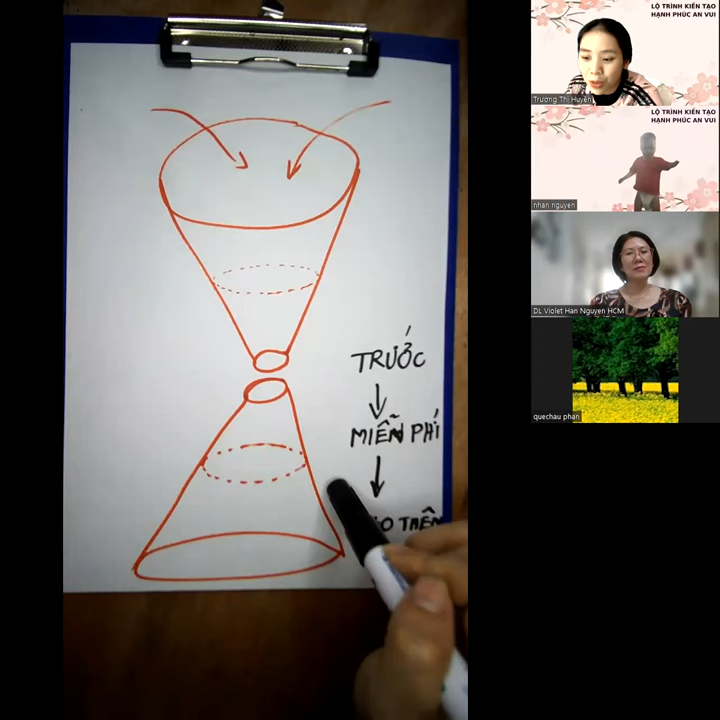 TRƯỚC
MIỄN PHÍ
THÊM
LỘ TRÌNH KIẾN TẠO
HẠNH PHÚC AN VUI
Trương Thị Huyền
LỘ TRÌNH KIẾN TẠO
HẠNH PHÚC AN VUI
nhan nguyen
DL Violet Han Nguyen HCM
quechau phan